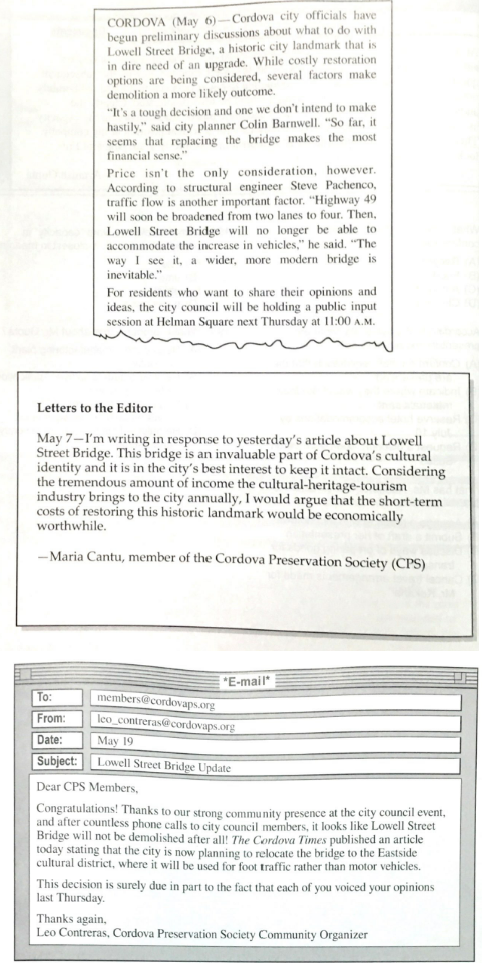 CORDOVA (May 6)—Cordova city officials have
begun preliminary discussions about what to do with
Lowell Street Bridge, a historic city landmark that is
in dire need of an upgrade. While costly restoration
options are being considered, several factors make
demolition a more likely outcome.
"It's a tough decision and one we don't intend to make
hastily," said city planner Colin Barnwell. "So far, it
seems that replacing the bridge makes the most
financial sense."
Price isn't the only consideration, however.
According to structural engineer Steve Pachenco,
traffic flow is another important factor. "Highway 49
will soon be broadened from two lanes to four. Then,
Lowell Street Bridge will no longer be able to
accommodate the increase in vehicles," he said. "The
way I see it, a wider, more modern bridge is
inevitable."
For residents who want to share their opinions and
ideas, the city council will be holding a public input
session at Helman Square next Thursday at 11:00 A.M.
Letters to the Editor
May 7—I'm writing in response to yesterday's article about Lowell
Street Bridge. This bridge is an invaluable part of Cordova's cultural
identity and it is in the city's best interest to keep it intact. Considering
the tremendous amount of income the cultural-heritage-tourism
industry brings to the city annually, I would argue that the short-term
costs of restoring this historic landmark would be economically
worthwhile.
—Maria Cantu, member of the Cordova Preservation Society (CPS)
*E-mail*
To: members@cordovaps.org
From: leo_contreras@cordovaps.org
Date: May 19
Subject: Lowell Street Bridge Update
Dear CPS Members,
Congratulations! Thanks to our strong community presence at the city council event,
and after countless phone calls to city council members, it looks like Lowell Street
Bridge will not be demolished after all! The Cordova Times published an article
today stating that the city is now planning to relocate the bridge to the Eastside
cultural district, where it will be used for foot traffic rather than motor vehicles.
This decision is surely due in part to the fact that each of you voiced your opinions
last Thursday.
Thanks again,
Leo Contreras, Cordova Preservation Society Community Organizer